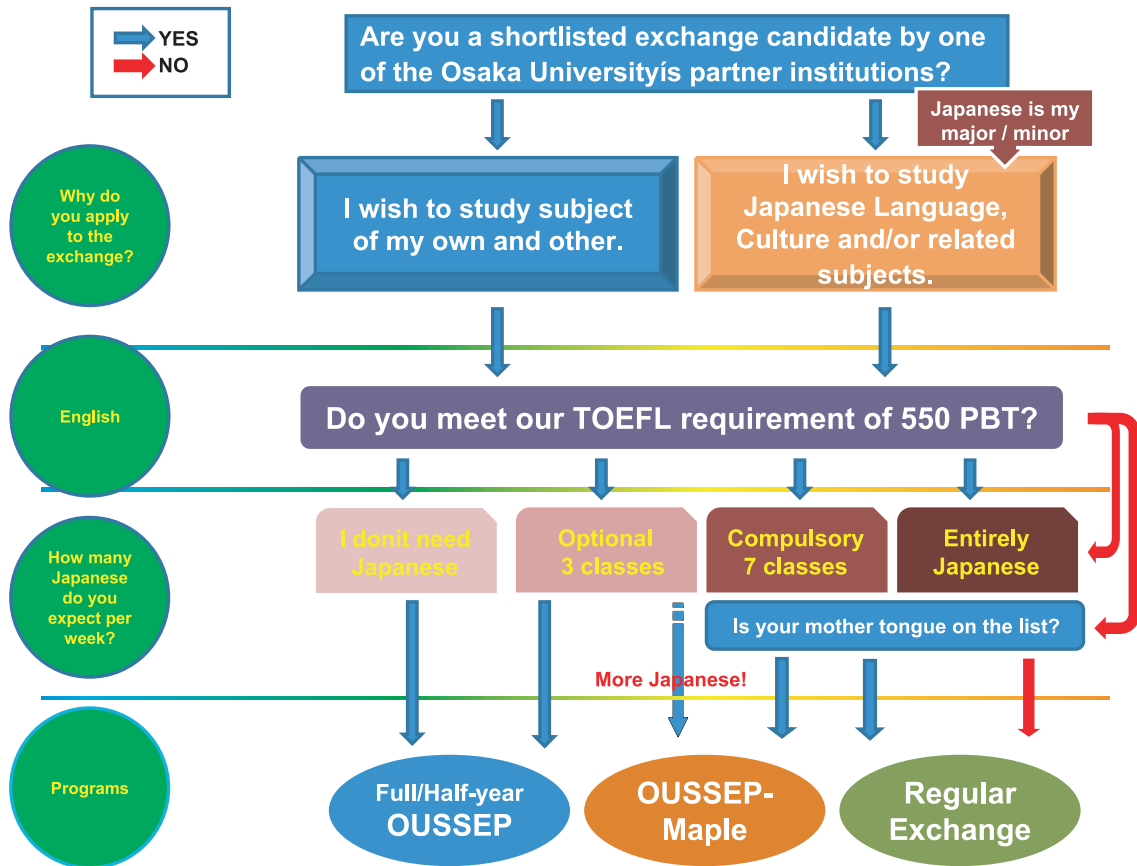 YES
NO
Are you a shortlisted exchange candidate by one
of the Osaka Universityís partner institutions?
Japanese is my
major / minor
Why do
you apply
to the
exchange?
I wish to study subject
of my own and other.
I wish to study
Japanese Language,
Culture and/or related
subjects.
English
Do you meet our TOEFL requirement of 550 PBT?
How many
Japanese
do you
expect per
week?
I donít need
Japanese
Optional
3 classes
Compulsory
7 classes
Entirely
Japanese
Is your mother tongue on the list?
More Japanese!
Programs
Full/Half-year
OUSSEP
OUSSEP-
Maple
Regular
Exchange